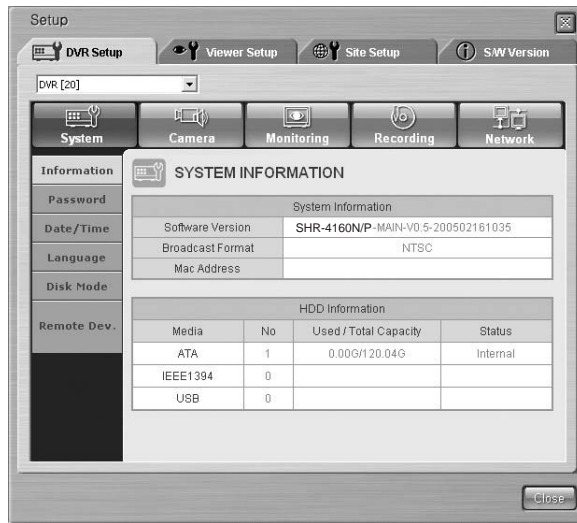 Setup
DVR Setup Viewer Setup Site Setup S/W Version
DVR [20]
System Camera Monitoring Recording Network
Information
Password
Date/Time
Language
Disk Mode
Remote Dev.
SYSTEM INFORMATION
System Information
Software Version SHR-4160N/P-MAIN-V0.5-200502161035
Broadcast Format NTSC
Mac Address
HDD Information
Media No Used / Total Capacity Status
ATA 1 0.00G/120.04G Internal
IEEE1394 0
USB 0
Close